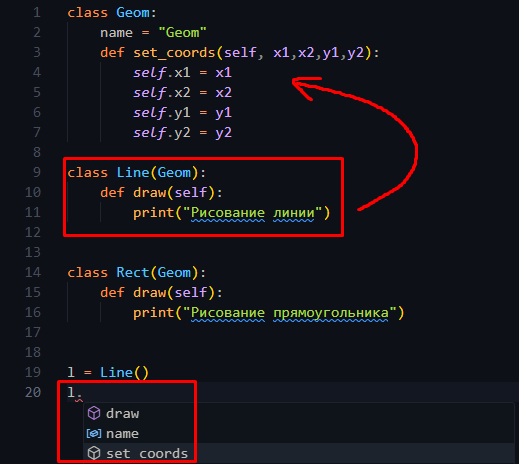 1 class Geom:
2     name = "Geom"
3     def set_coords(self, x1,x2,y1,y2):
4         self.x1 = x1
5         self.x2 = x2
6         self.y1 = y1
7         self.y2 = y2
8
9 class Line(Geom):
10     def draw(self):
11         print("Рисование линии")
12
13
14 class Rect(Geom):
15     def draw(self):
16         print("Рисование прямоугольника")
17
18
19 l = Line()
20 l.
draw
name
set_coords